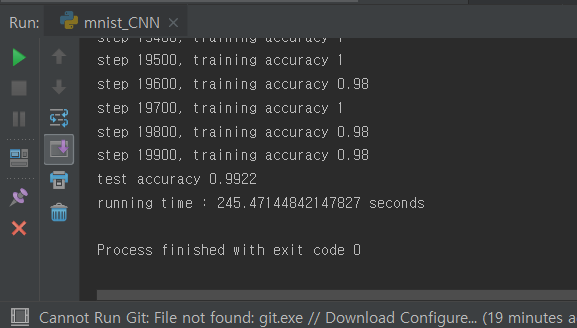 Run: mnist_CNN
step 19400, training accuracy 1
step 19500, training accuracy 1
step 19600, training accuracy 0.98
step 19700, training accuracy 1
step 19800, training accuracy 0.98
step 19900, training accuracy 0.98
test accuracy 0.9922
running time : 245.47144842147827 seconds
Process finished with exit code 0
Cannot Run Git: File not found: git.exe // Download Configure... (19 minutes a